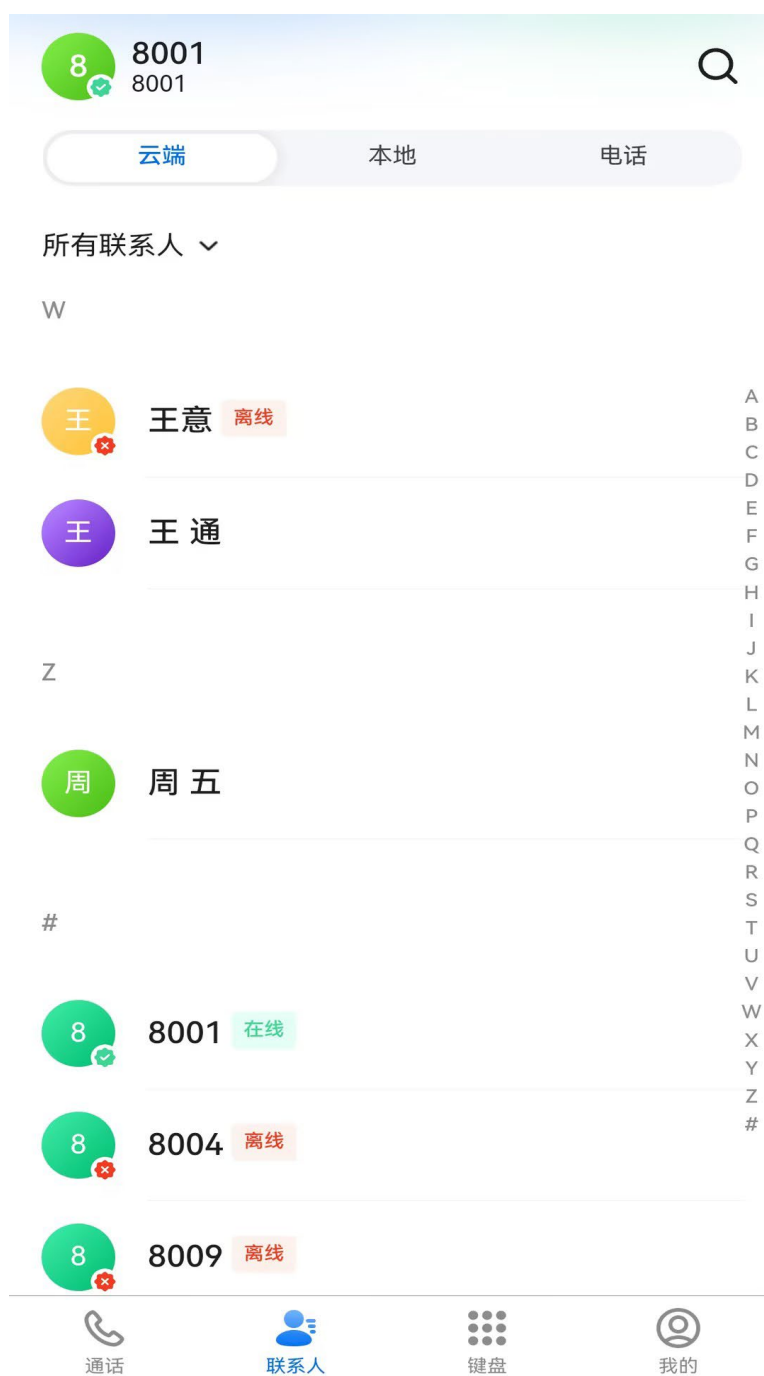 8
8001
8001
云端
本地
电话
所有联系人
W
王
王意
离线
王
王 通
Z
周
周 五
#
8
8001
在线
8
8004
离线
8
8009
离线
A
B
C
D
E
F
G
H
I
J
K
L
M
N
O
P
Q
R
S
T
U
V
W
X
Y
Z
#
通话
联系人
键盘
我的